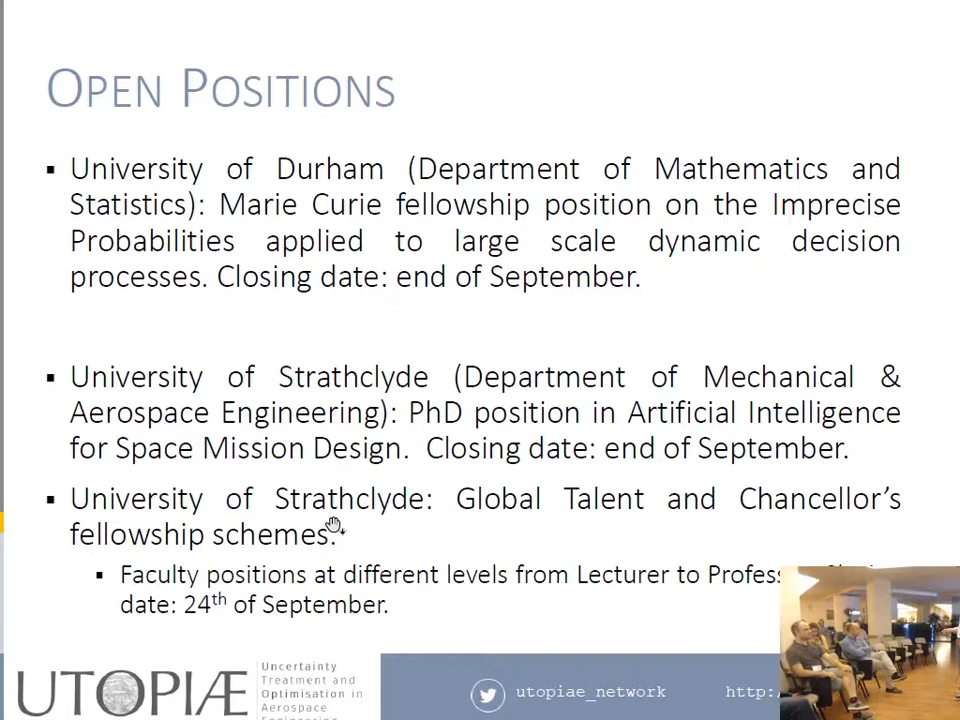 OPEN POSITIONS
▪ University of Durham (Department of Mathematics and
Statistics): Marie Curie fellowship position on the Imprecise
Probabilities applied to large scale dynamic decision
processes. Closing date: end of September.
▪ University of Strathclyde (Department of Mechanical &
Aerospace Engineering): PhD position in Artificial Intelligence
for Space Mission Design. Closing date: end of September.
▪ University of Strathclyde: Global Talent and Chancellor’s
fellowship schemes.
▪ Faculty positions at different levels from Lecturer to
date: 24th of September.
UTOPIÆ
Uncertainty
Treatment and
Optimisation in
Aerospace
utopiae_network http: